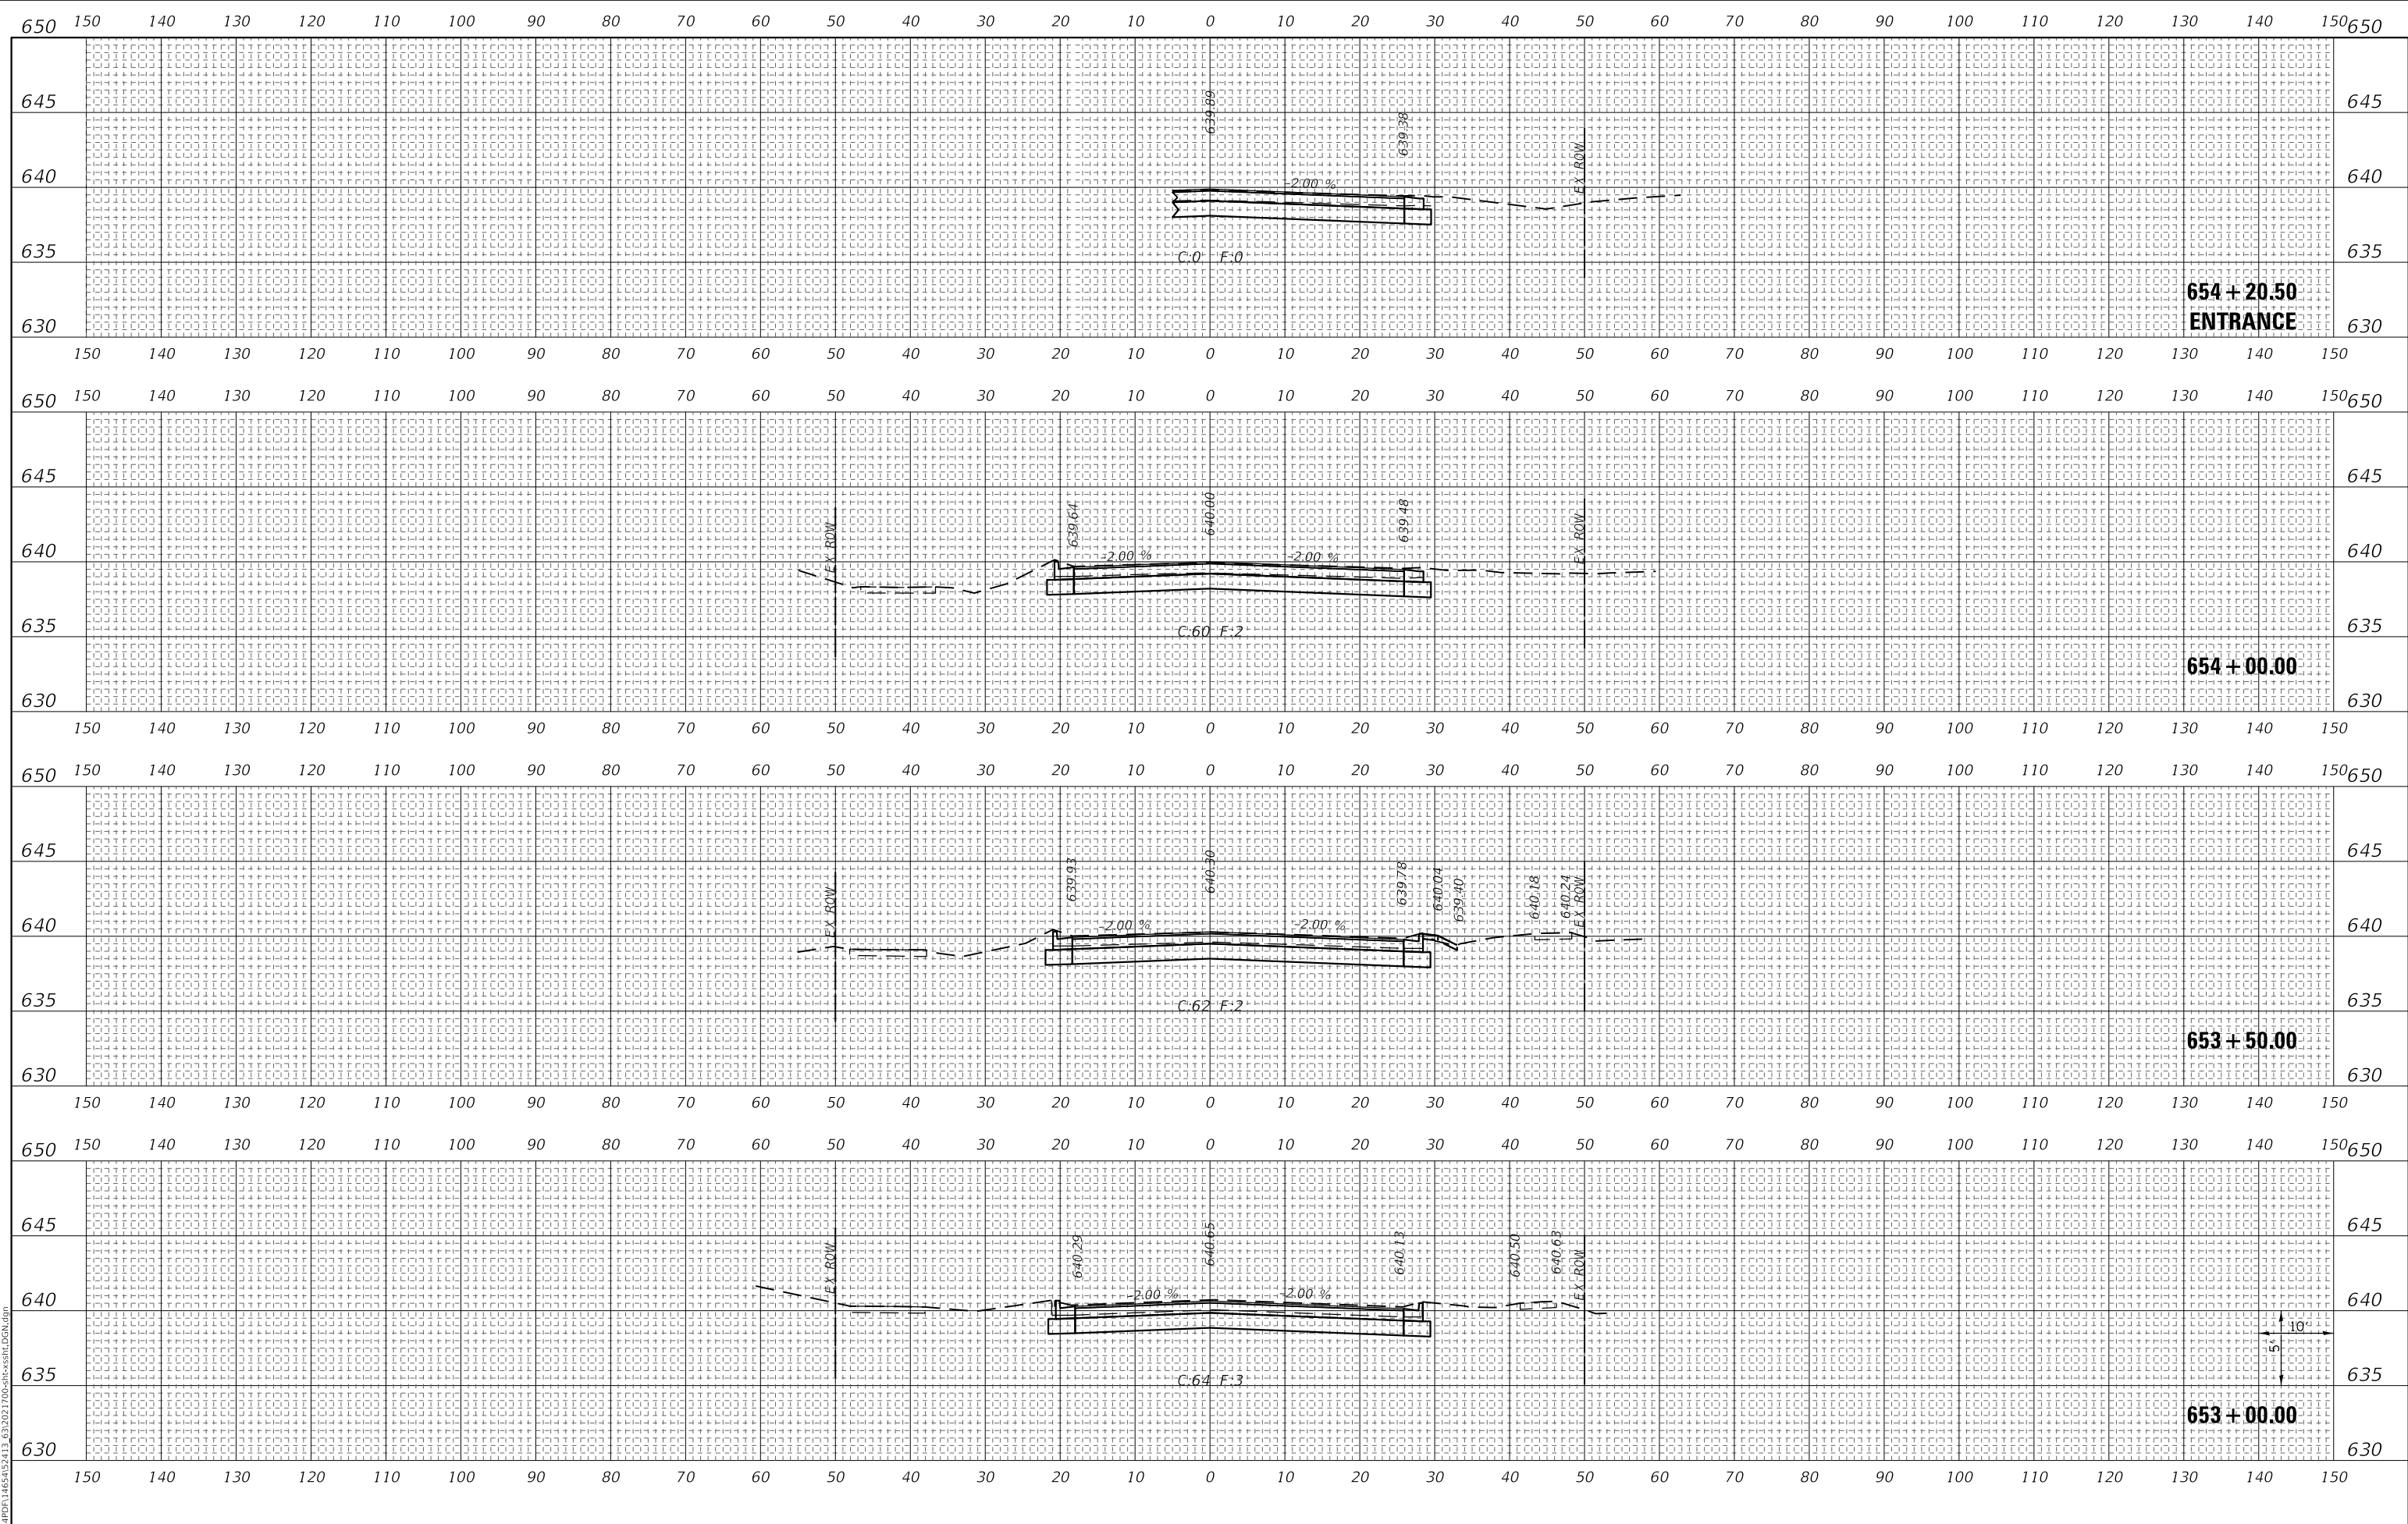 150 140 130 120 110 100 90 80 70 60 50 40 30 20 10 0 10 20 30 40 50 60 70 80 90 100 110 120 130 140 150
650 650
645 639.89 645
639.38
EX ROW
640 -2.00 % 640
635 C:0 F:0 635
654 + 20.50
ENTRANCE
630 630
150 140 130 120 110 100 90 80 70 60 50 40 30 20 10 0 10 20 30 40 50 60 70 80 90 100 110 120 130 140 150
150 140 130 120 110 100 90 80 70 60 50 40 30 20 10 0 10 20 30 40 50 60 70 80 90 100 110 120 130 140 150
650 650
645 645
EX ROW 639.64 640.00 639.48 EX ROW
640 -2.00 % -2.00 % 640
635 C:60 F:2 635
654 + 00.00
630 630
150 140 130 120 110 100 90 80 70 60 50 40 30 20 10 0 10 20 30 40 50 60 70 80 90 100 110 120 130 140 150
150 140 130 120 110 100 90 80 70 60 50 40 30 20 10 0 10 20 30 40 50 60 70 80 90 100 110 120 130 140 150
650 650
645 645
EX ROW 639.93 640.30 639.78 640.04 639.40 640.18 640.24 EX ROW
640 -2.00 % -2.00 % 640
635 C:62 F:2 635
653 + 50.00
630 630
150 140 130 120 110 100 90 80 70 60 50 40 30 20 10 0 10 20 30 40 50 60 70 80 90 100 110 120 130 140 150
150 140 130 120 110 100 90 80 70 60 50 40 30 20 10 0 10 20 30 40 50 60 70 80 90 100 110 120 130 140 150
650 650
645 645
EX ROW 640.29 640.65 640.13 640.50 640.63 EX ROW
640 -2.00 % -2.00 % 640
10'
5'
635 C:64 F:3 635
653 + 00.00
630 630
150 140 130 120 110 100 90 80 70 60 50 40 30 20 10 0 10 20 30 40 50 60 70 80 90 100 110 120 130 140 150
4PDF\14654\52413_63\2021700-sht-xssht.DGN.dgn